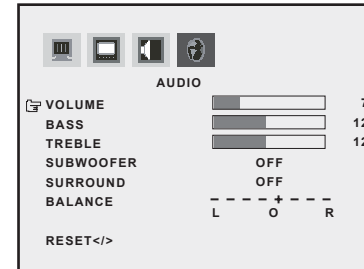 AUDIO
VOLUME 7
BASS 12
TREBLE 12
SUBWOOFER OFF
SURROUND OFF
BALANCE - - - - + - - -
L O R
RESET</>